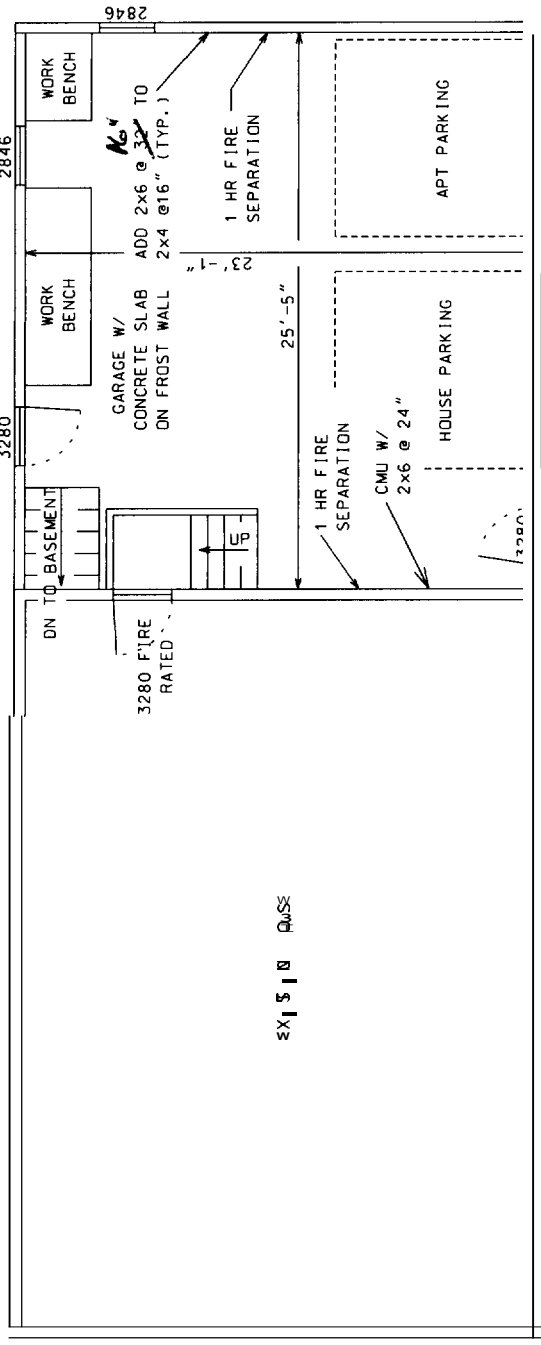 2846
2846
3280
WORK
BENCH
WORK
BENCH
GARAGE W/
CONCRETE SLAB
ON FROST WALL
ADD 2x6 @ 32" TO
2x4 @16" (TYP.)
1 HR FIRE
SEPARATION
23'-1"
25'-5"
APT PARKING
HOUSE PARKING
1 HR FIRE
SEPARATION
CMU W/
2x6 @ 24"
3280
UP
DN TO BASEMENT
3280 FIRE
RATED